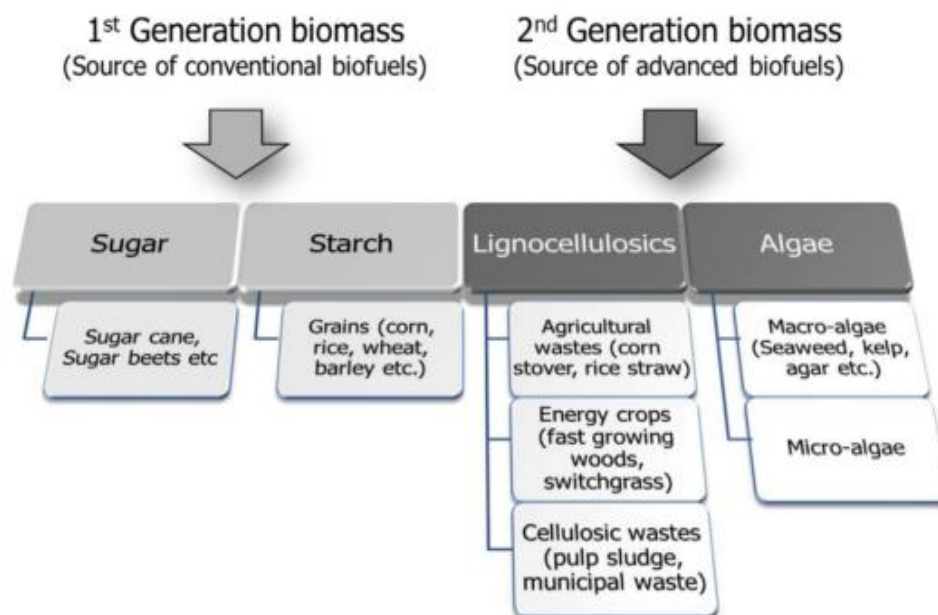 1st Generation biomass
(Source of conventional biofuels)
2nd Generation biomass
(Source of advanced biofuels)
Sugar
Starch
Lignocellulosics
Algae
Sugar cane,
Sugar beets etc
Grains (corn,
rice, wheat,
barley etc.)
Agricultural
wastes (corn
stover, rice straw)
Energy crops
(fast growing
woods,
switchgrass)
Cellulosic wastes
(pulp sludge,
municipal waste)
Macro-algae
(Seaweed, kelp,
agar etc.)
Micro-algae